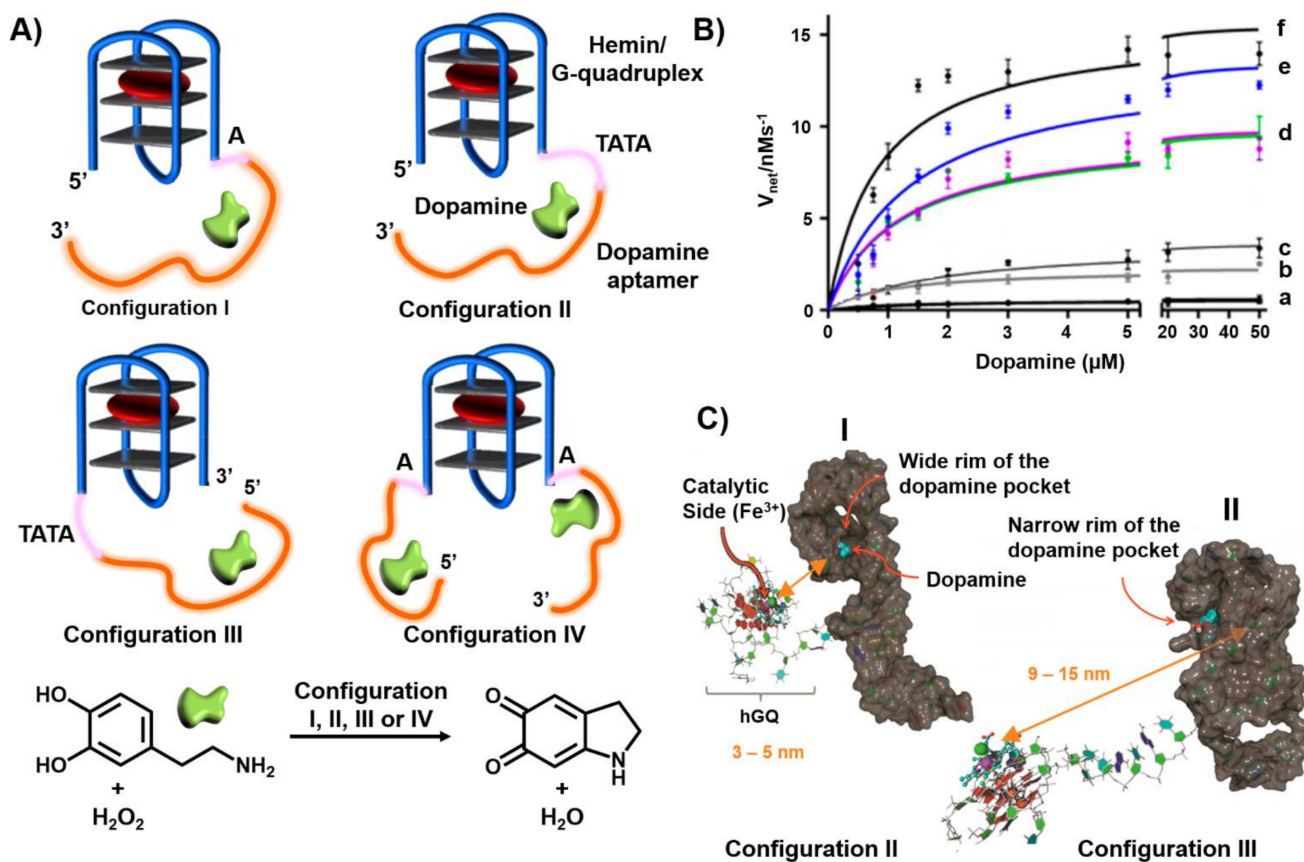 A)
Hemin/
G-quadruplex
A
TATA
5’
3’
Dopamine
Dopamine
aptamer
Configuration I
Configuration II
TATA
3’
5’
A
A
5’
3’
Configuration III
Configuration IV
HO
HO
NH₂
+
H₂O₂
Configuration
I, II, III or IV
O
O
N
H
+
H₂O
B)
Vnet/nMs⁻¹
15
10
5
0
0 1 2 3 4 5 20 30 40 50
Dopamine (µM)
f
e
d
c
b
a
C)
I
Wide rim of the
dopamine pocket
Catalytic
Side (Fe³⁺)
Dopamine
hGQ
3 – 5 nm
Configuration II
II
Narrow rim of the
dopamine pocket
9 – 15 nm
Configuration III